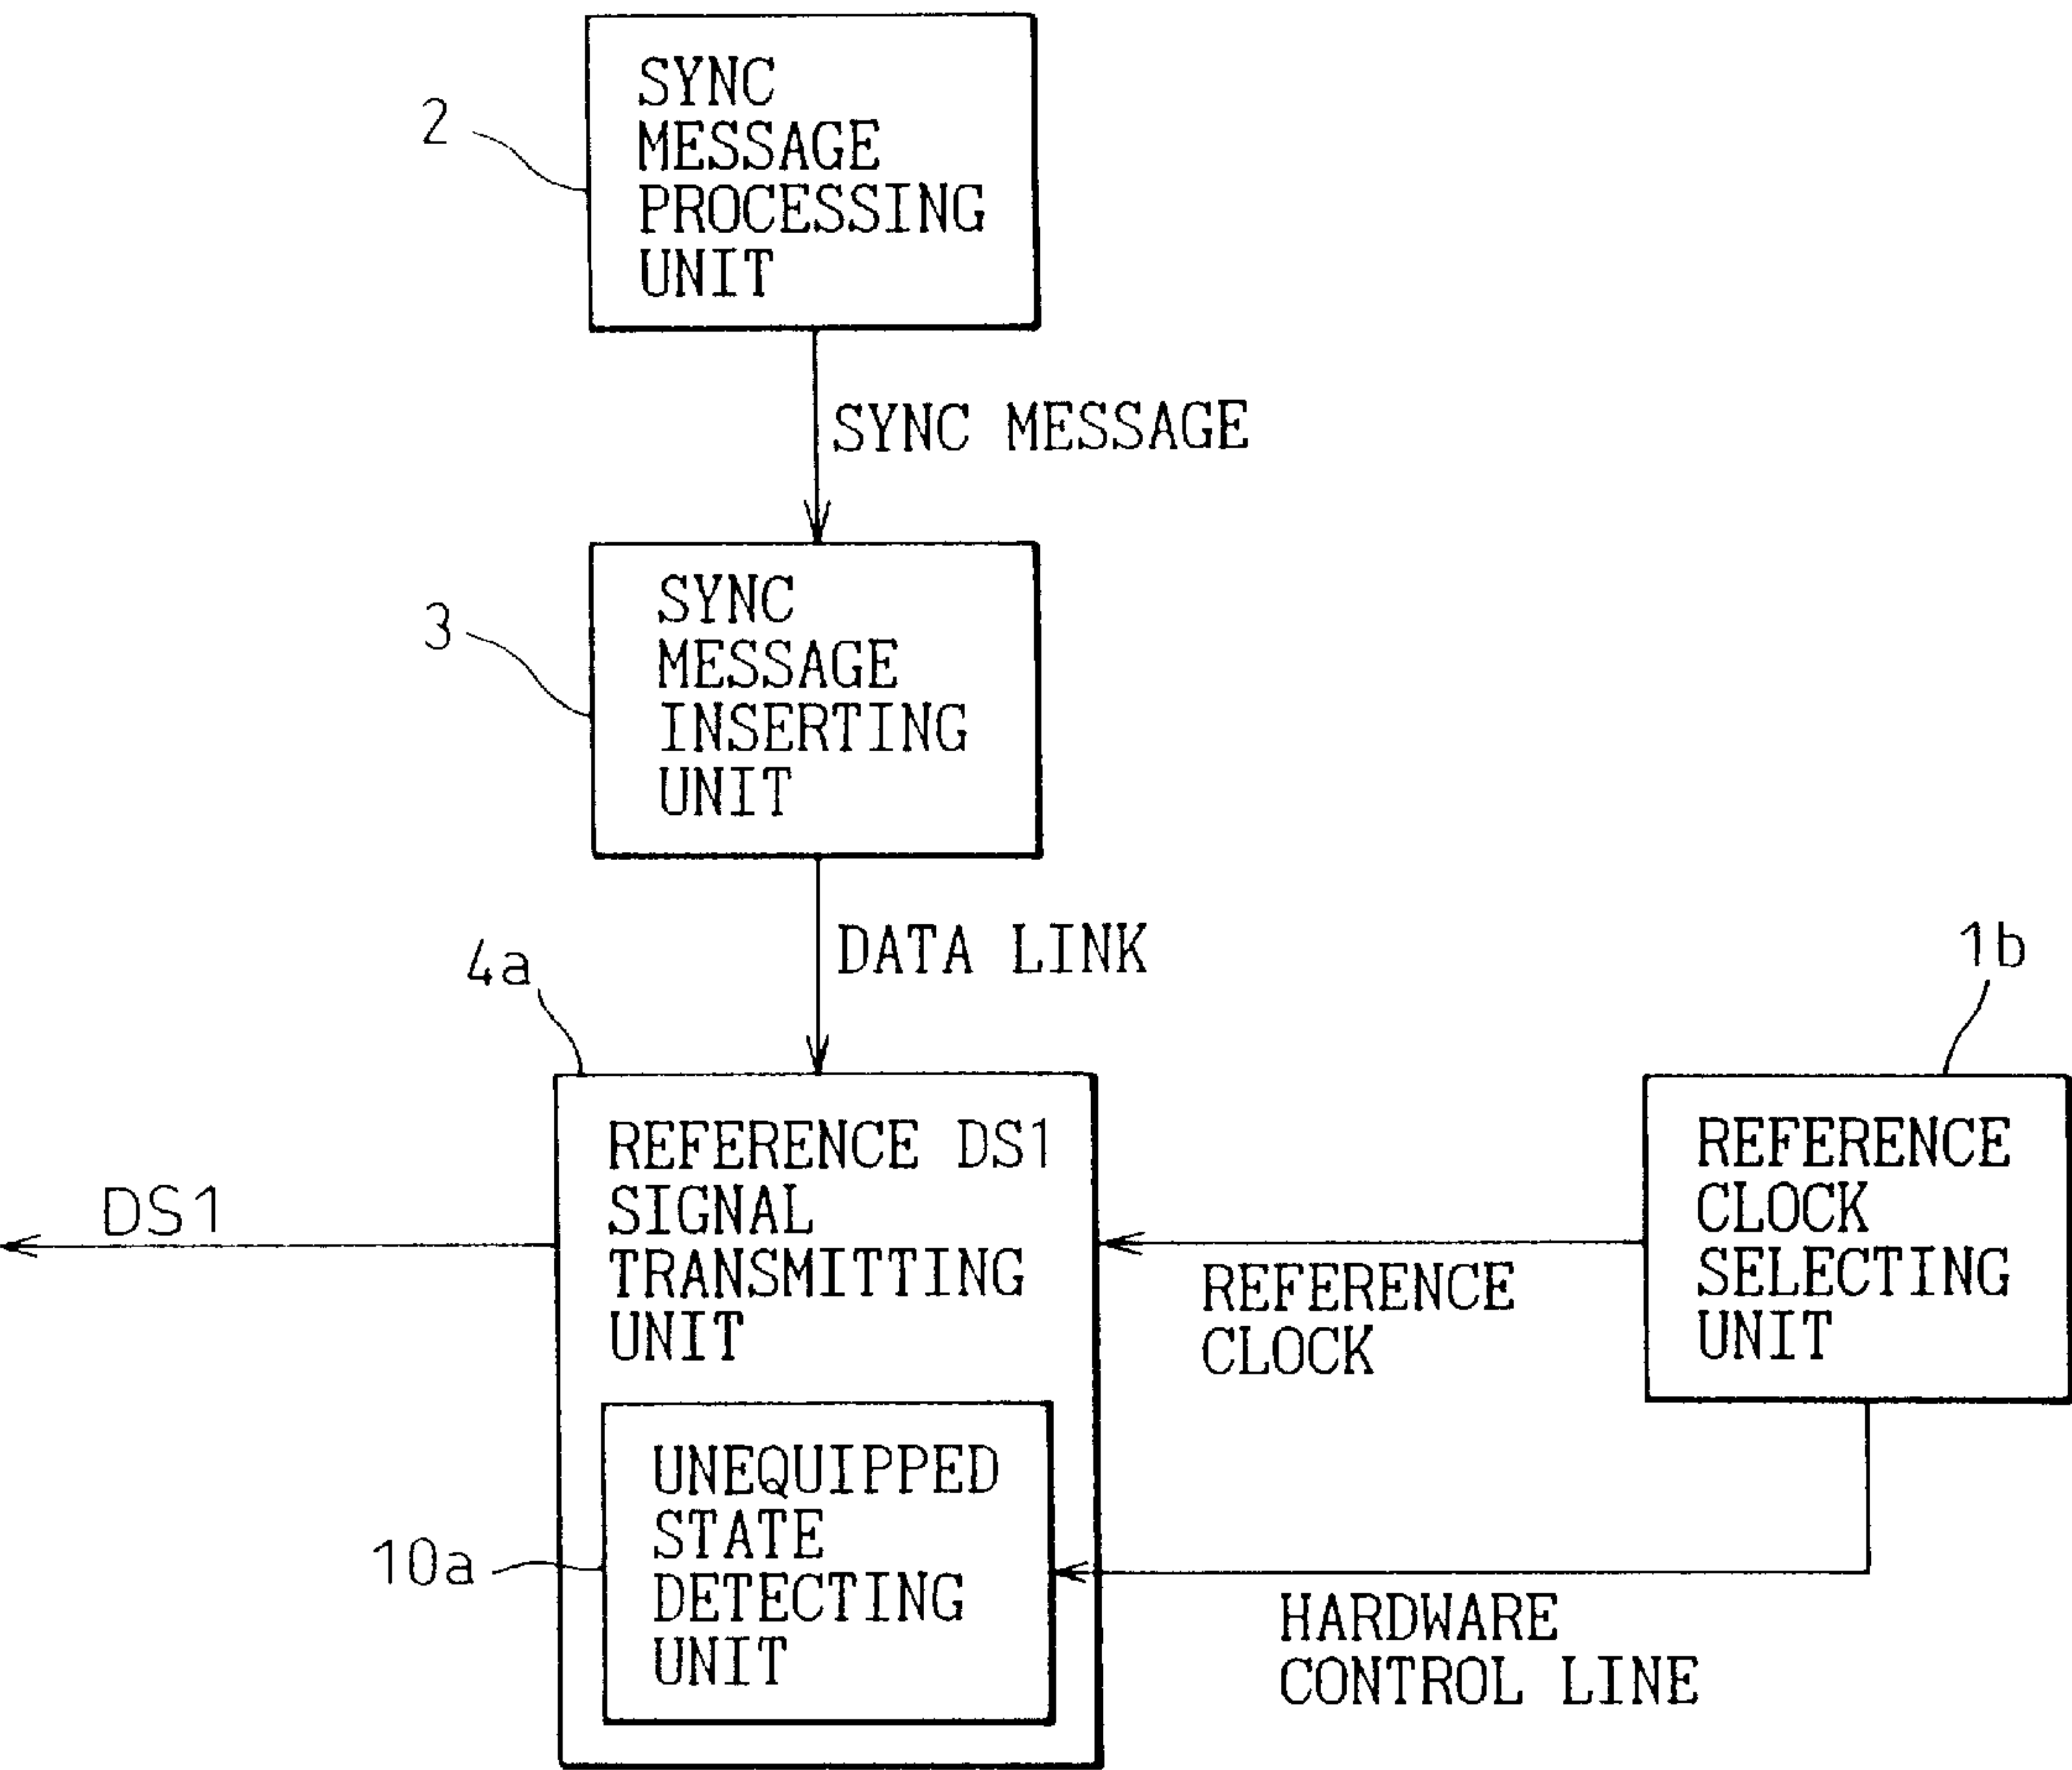 2
SYNC
MESSAGE
PROCESSING
UNIT
SYNC MESSAGE
3
SYNC
MESSAGE
INSERTING
UNIT
DATA LINK
4a
1b
REFERENCE DS1
SIGNAL
TRANSMITTING
UNIT
DS1
REFERENCE
CLOCK
REFERENCE
CLOCK
SELECTING
UNIT
10a
UNEQUIPPED
STATE
DETECTING
UNIT
HARDWARE
CONTROL LINE